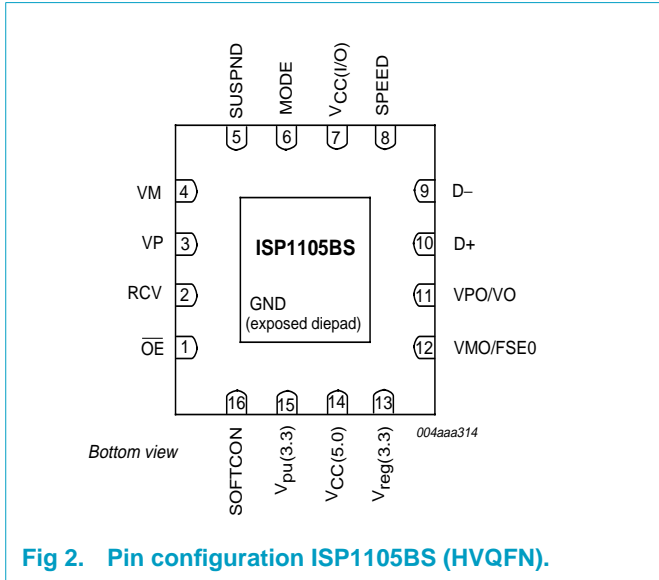 SUSPND
MODE
VCC(I/O)
SPEED
5
6
7
8
VM
4
9
D–
VP
3
ISP1105BS
10
D+
RCV
2
GND
(exposed diepad)
11
VPO/VO
OE
1
12
VMO/FSE0
16
15
14
13
Bottom view
SOFTCON
Vpu(3.3)
VCC(5.0)
Vreg(3.3)
004aaa314
Fig 2. Pin configuration ISP1105BS (HVQFN).